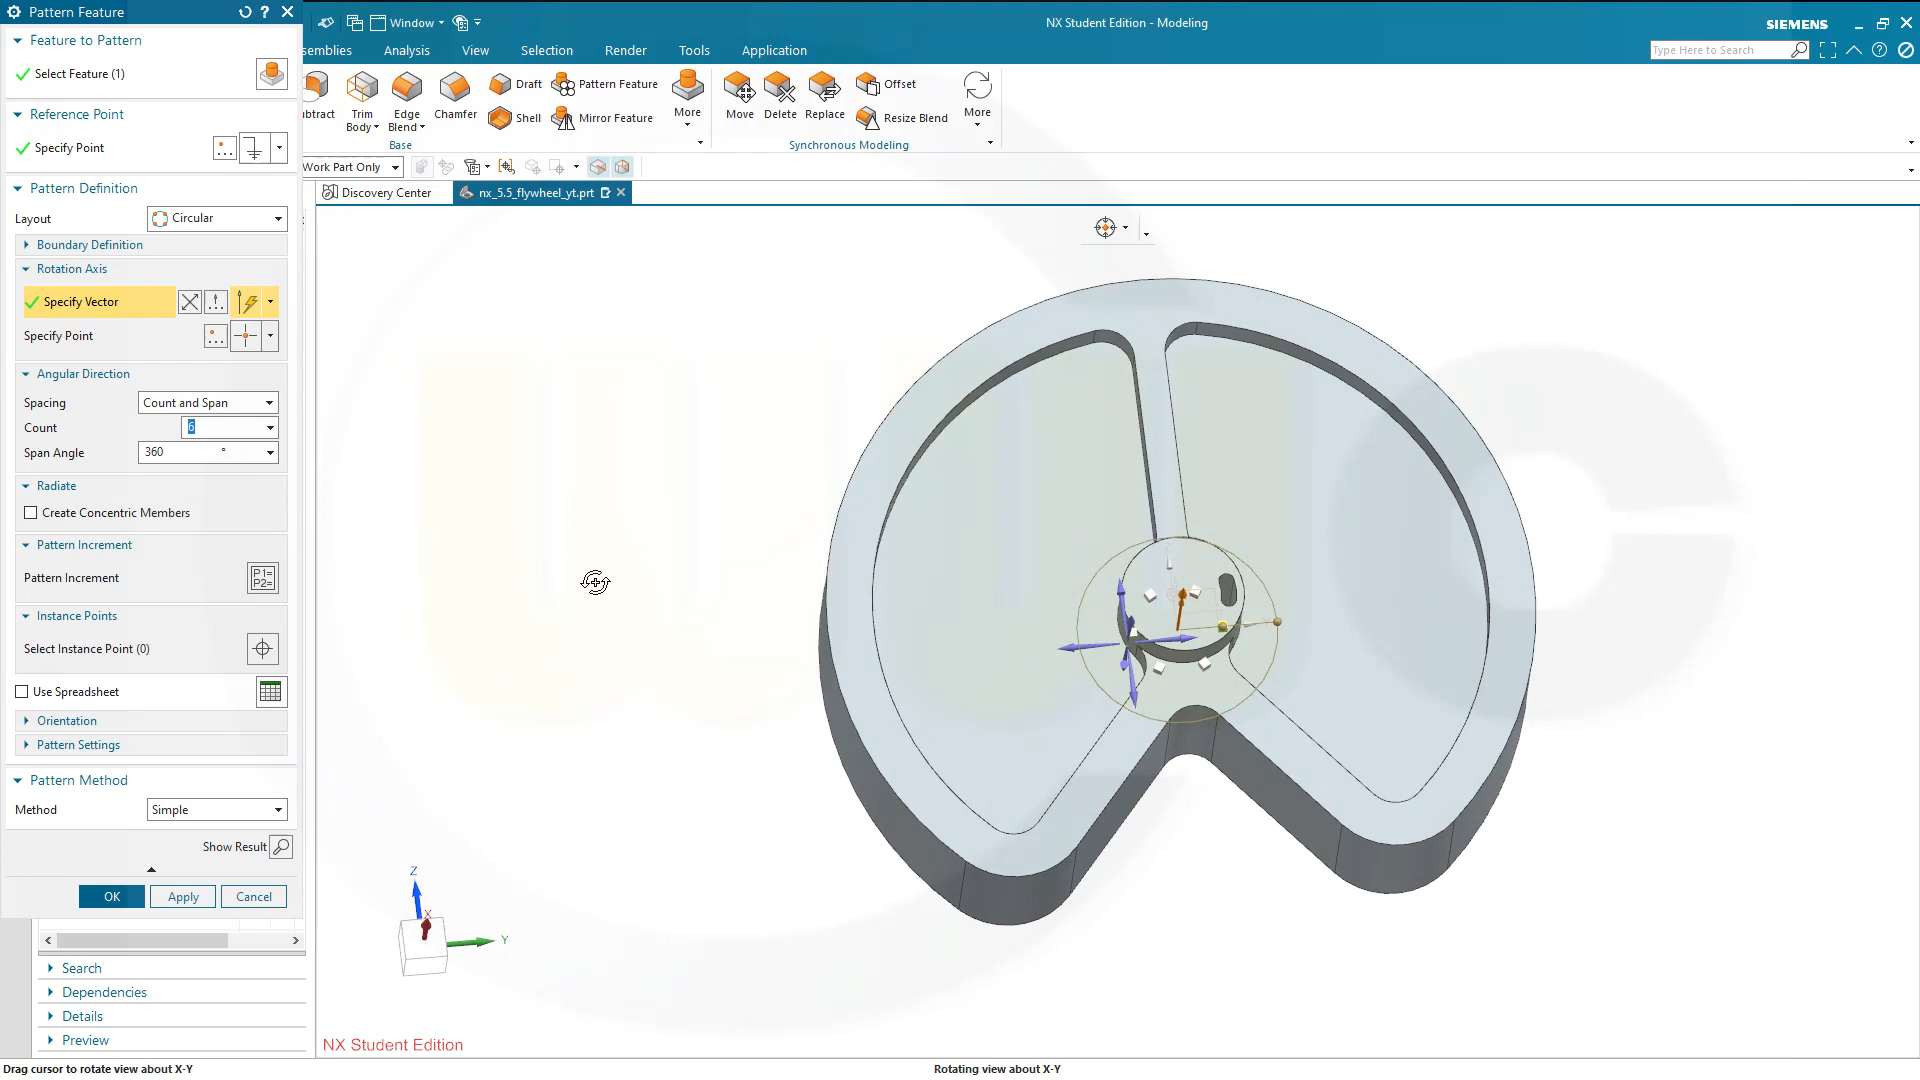 Pattern Feature
Window
NX Student Edition - Modeling
SIEMENS
Analysis
View
Selection
Render
Tools
Application
Type Here to Search
Feature to Pattern
Select Feature (1)
Draft
Pattern Feature
Offset
Trim Body
Edge Blend
Chamfer
Shell
Mirror Feature
More
Move
Delete
Replace
Resize Blend
More
Base
Synchronous Modeling
Reference Point
Specify Point
Work Part Only
Discovery Center
nx_5.5_flywheel_yt.prt
Pattern Definition
Layout
Circular
Boundary Definition
Rotation Axis
Specify Vector
Specify Point
Angular Direction
Spacing
Count and Span
Count
6
Span Angle
360 °
Radiate
Create Concentric Members
Pattern Increment
Pattern Increment
P1=
P2=
Instance Points
Select Instance Point (0)
Use Spreadsheet
Orientation
Pattern Settings
Pattern Method
Method
Simple
Show Result
OK
Apply
Cancel
Z
X
Y
Search
Dependencies
Details
Preview
NX Student Edition
Drag cursor to rotate view about X-Y
Rotating view about X-Y